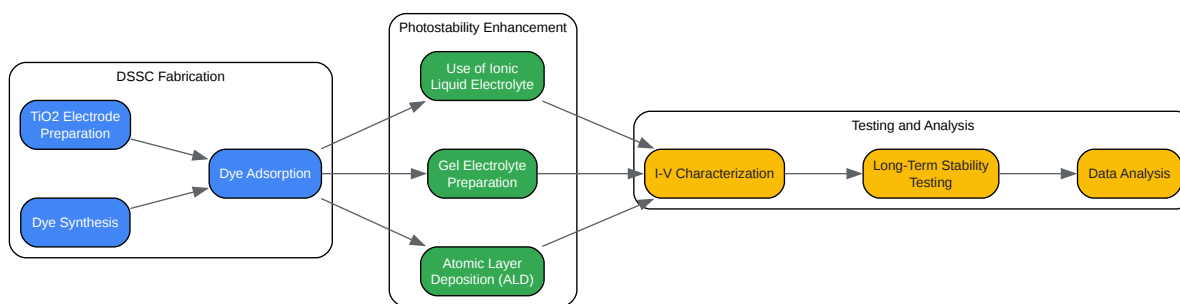 DSSC Fabrication
TiO2 Electrode
Preparation
Dye Synthesis
Dye Adsorption
Photostability Enhancement
Use of Ionic
Liquid Electrolyte
Gel Electrolyte
Preparation
Atomic Layer
Deposition (ALD)
Testing and Analysis
I-V Characterization
Long-Term Stability
Testing
Data Analysis